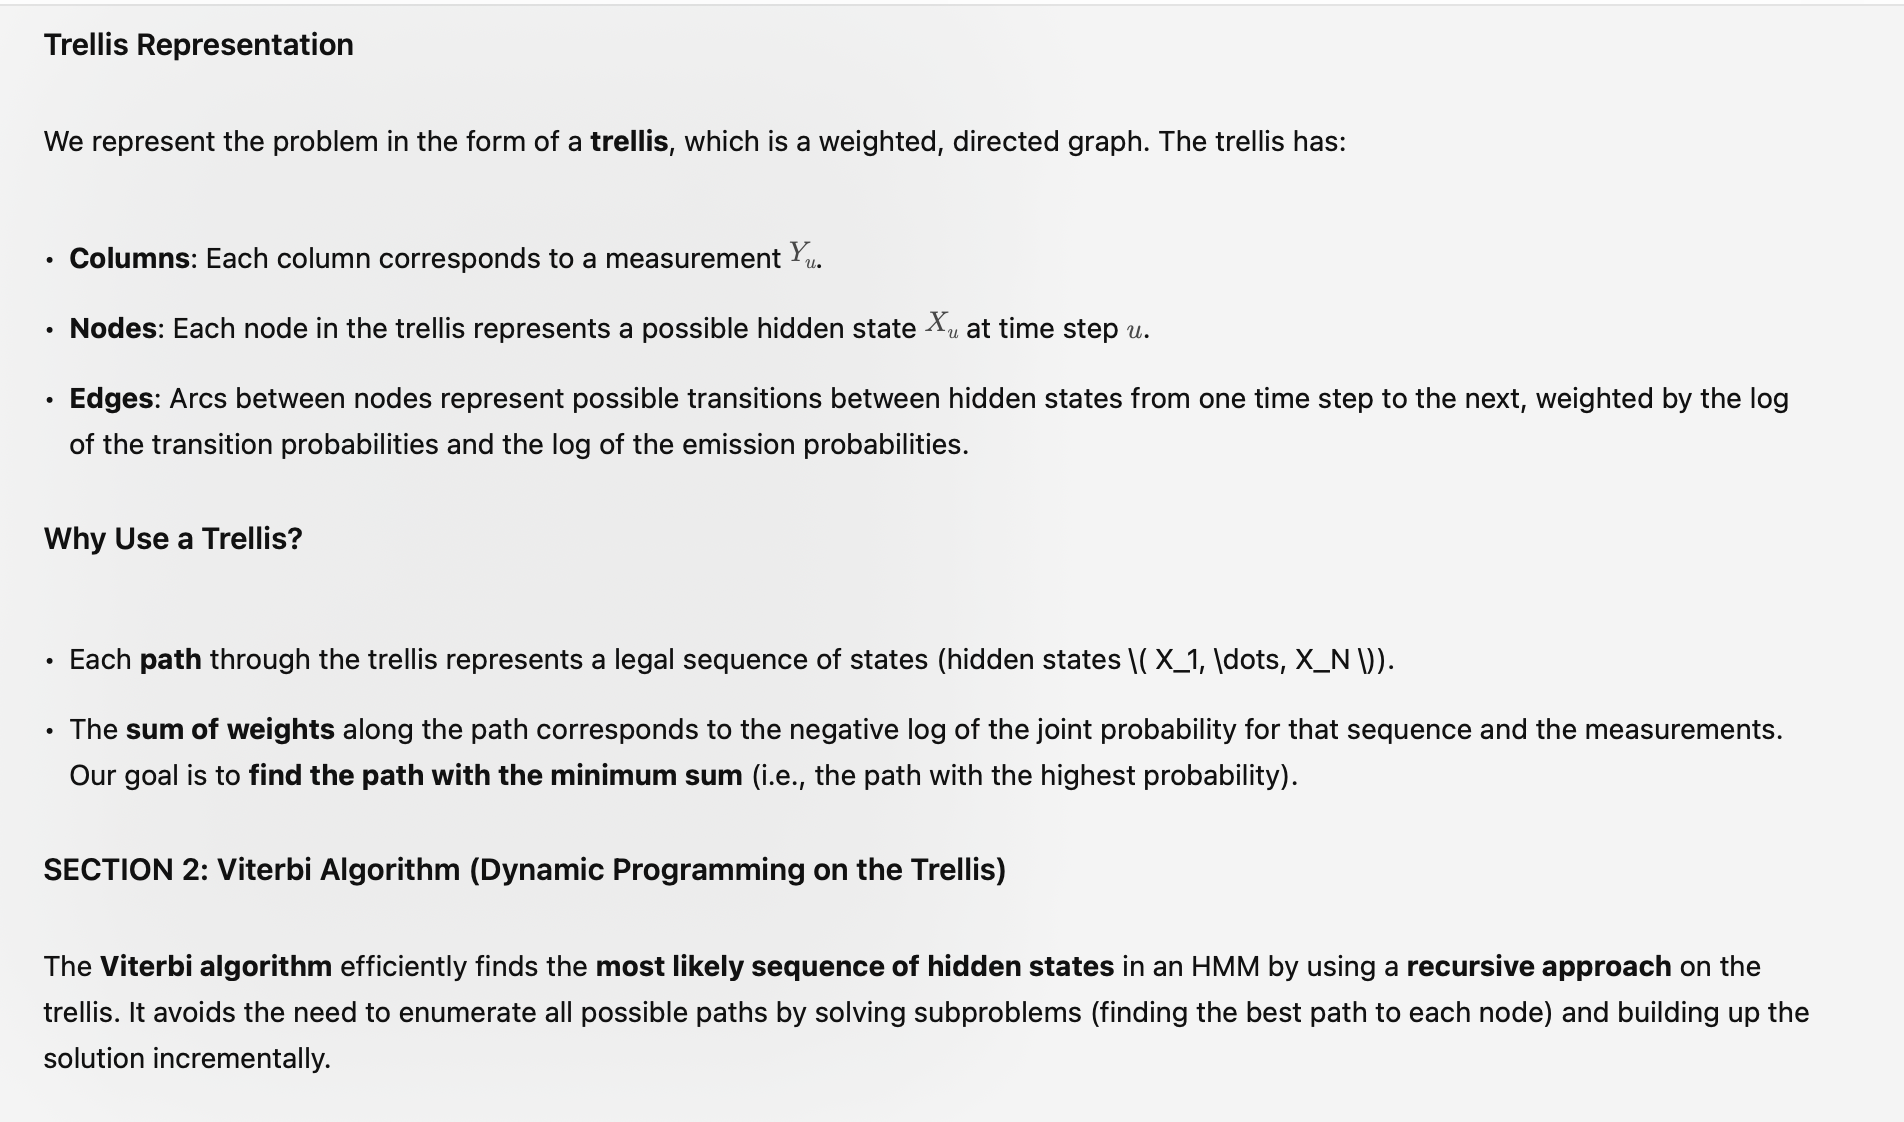 Trellis Representation
We represent the problem in the form of a trellis, which is a weighted, directed graph. The trellis has:
• Columns: Each column corresponds to a measurement Y_u.
• Nodes: Each node in the trellis represents a possible hidden state X_u at time step u.
• Edges: Arcs between nodes represent possible transitions between hidden states from one time step to the next, weighted by the log
of the transition probabilities and the log of the emission probabilities.
Why Use a Trellis?
• Each path through the trellis represents a legal sequence of states (hidden states \( X_1, \dots, X_N \)).
• The sum of weights along the path corresponds to the negative log of the joint probability for that sequence and the measurements.
Our goal is to find the path with the minimum sum (i.e., the path with the highest probability).
SECTION 2: Viterbi Algorithm (Dynamic Programming on the Trellis)
The Viterbi algorithm efficiently finds the most likely sequence of hidden states in an HMM by using a recursive approach on the
trellis. It avoids the need to enumerate all possible paths by solving subproblems (finding the best path to each node) and building up the
solution incrementally.